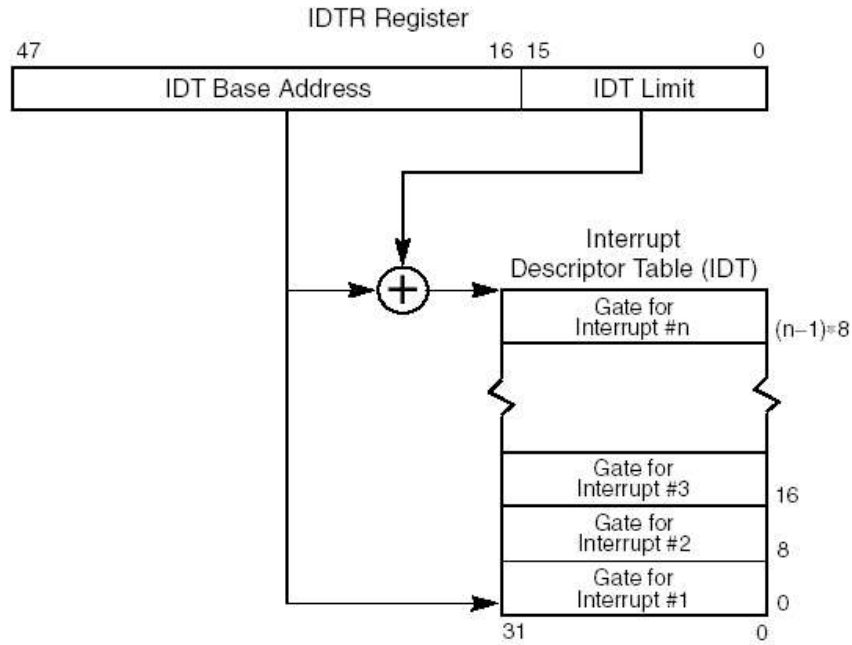 IDTR Register
47 16 15 0
IDT Base Address IDT Limit
Interrupt
Descriptor Table (IDT)
+
Gate for
Interrupt #n
(n−1)*8
Gate for
Interrupt #3
16
Gate for
Interrupt #2
8
Gate for
Interrupt #1
0
31 0